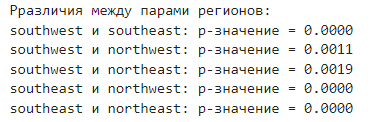 Рразличия между парами регионов:
southwest и southeast: p-значение = 0.0000
southwest и northwest: p-значение = 0.0011
southwest и northeast: p-значение = 0.0019
southeast и northwest: p-значение = 0.0000
southeast и northeast: p-значение = 0.0000